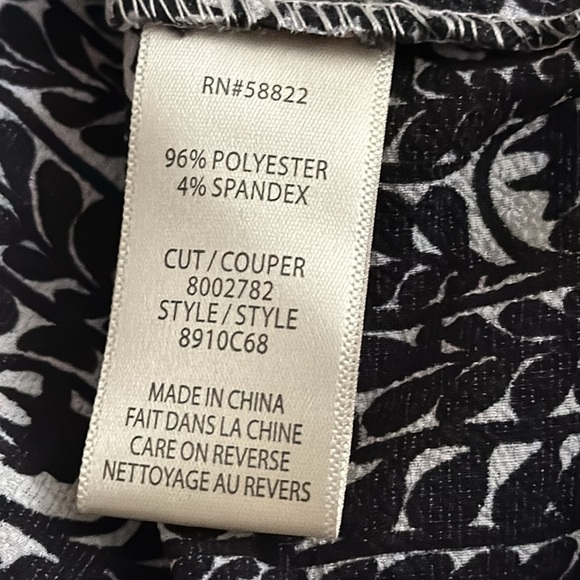 RN#58822
96% POLYESTER
4% SPANDEX
CUT / COUPER
8002782
STYLE / STYLE
8910C68
MADE IN CHINA
FAIT DANS LA CHINE
CARE ON REVERSE
NETTOYAGE AU REVERS